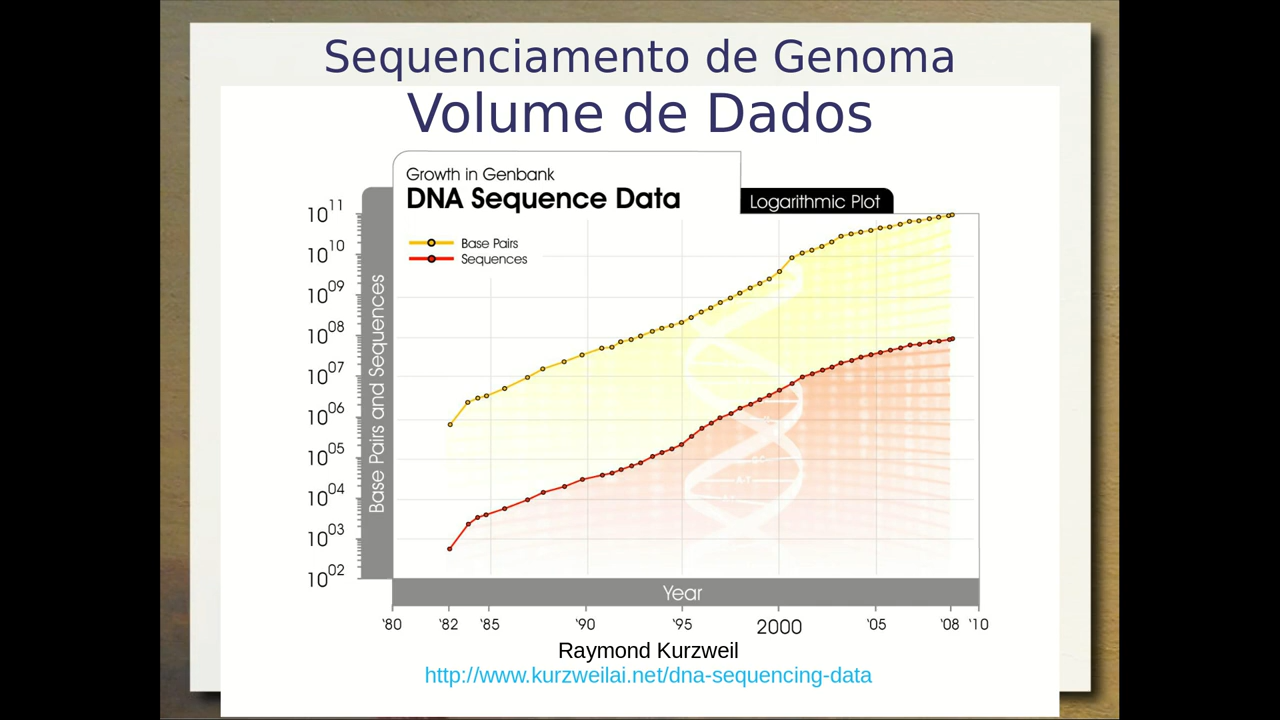 Sequenciamento de Genoma
Volume de Dados
Growth in Genbank
DNA Sequence Data
Logarithmic Plot
Base Pairs
Sequences
Base Pairs and Sequences
10^11
10^10
10^09
10^08
10^07
10^06
10^05
10^04
10^03
10^02
Year
'80 '82 '85 '90 '95 2000 '05 '08 '10
Raymond Kurzweil
http://www.kurzweilai.net/dna-sequencing-data